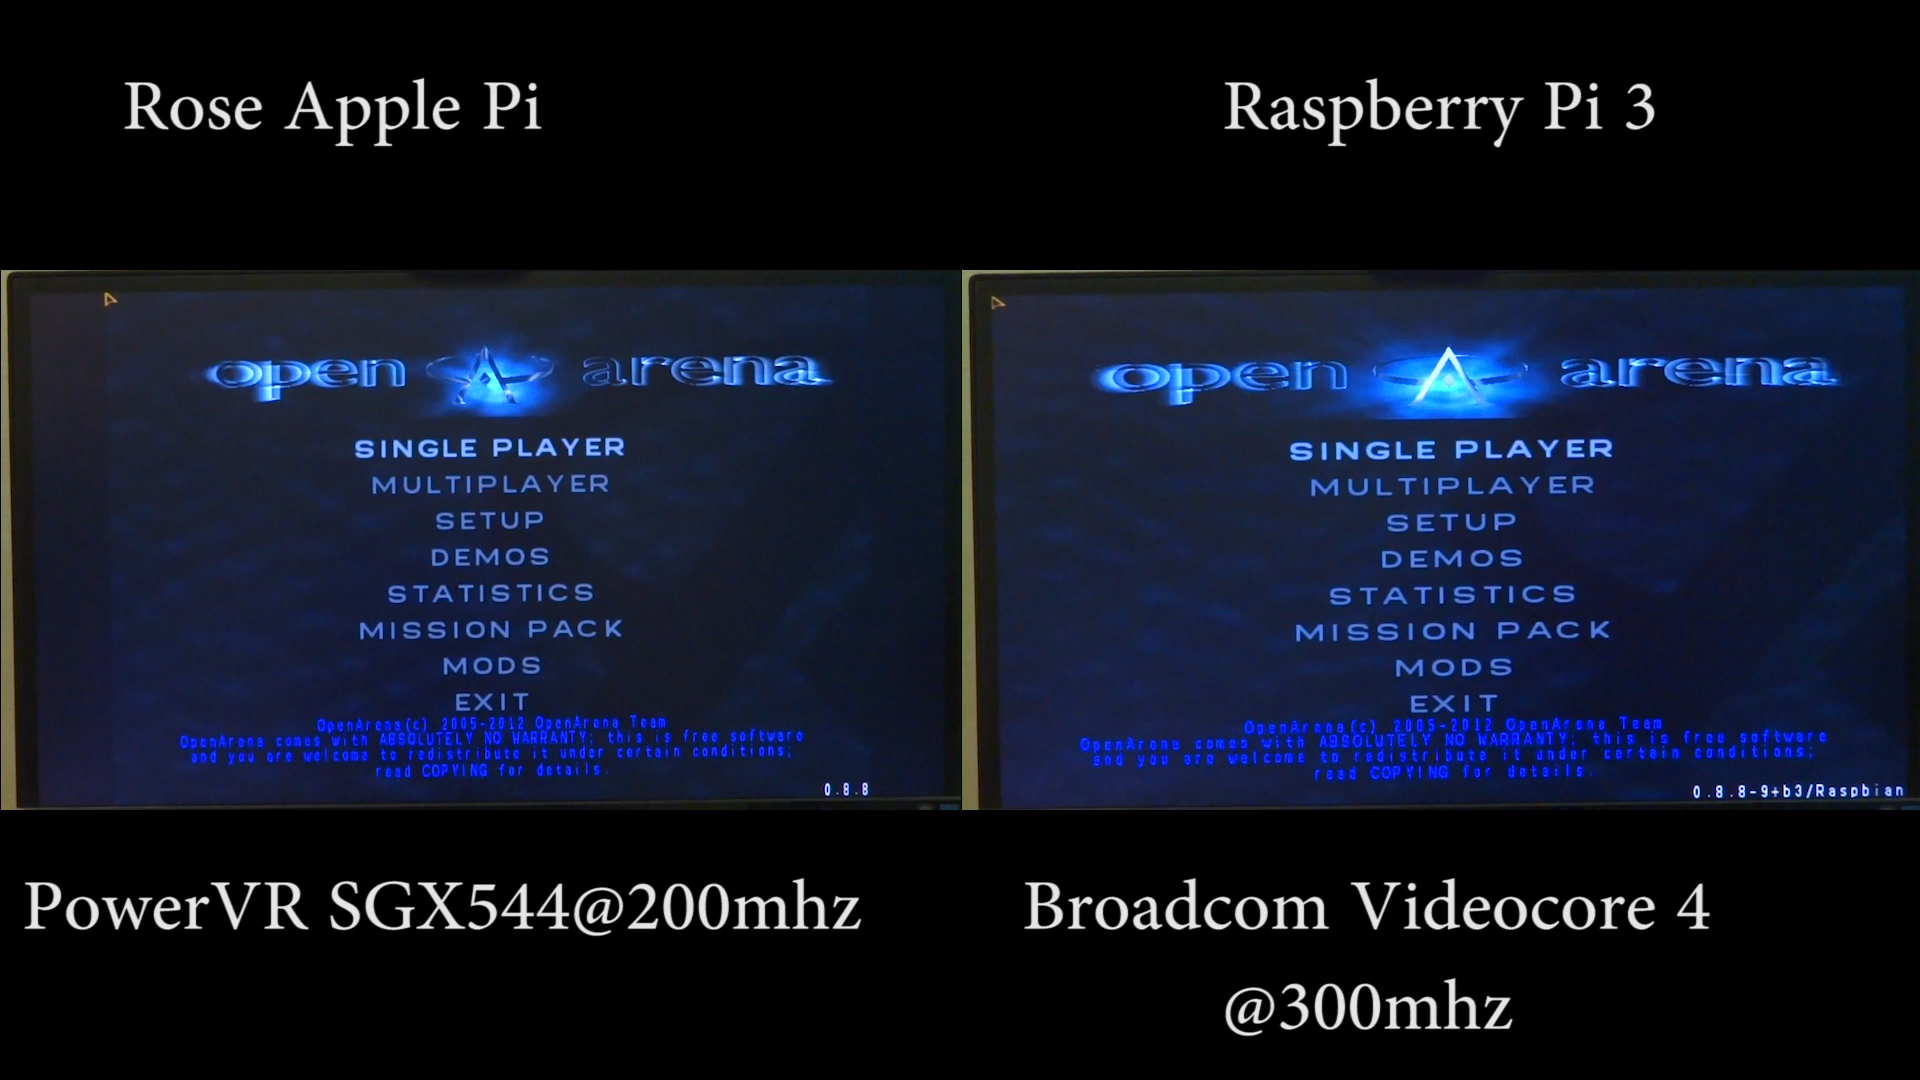 Rose Apple Pi
Raspberry Pi 3
open arena
SINGLE PLAYER
MULTIPLAYER
SETUP
DEMOS
STATISTICS
MISSION PACK
MODS
EXIT
OpenArena(c) 2005-2012 OpenArena Team
OpenArena comes with ABSOLUTELY NO WARRANTY; this is free software
and you are welcome to redistribute it under certain conditions;
read COPYING for details.
0.8.8
open arena
SINGLE PLAYER
MULTIPLAYER
SETUP
DEMOS
STATISTICS
MISSION PACK
MODS
EXIT
OpenArena(c) 2005-2012 OpenArena Team
OpenArena comes with ABSOLUTELY NO WARRANTY; this is free software
and you are welcome to redistribute it under certain conditions;
read COPYING for details.
0.8.8-9+b3/Raspbian
PowerVR SGX544@200mhz
Broadcom Videocore 4
@300mhz